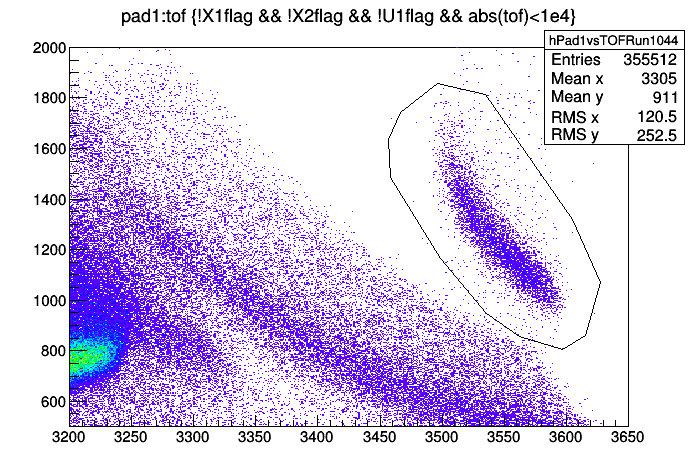 pad1:tof {!X1flag && !X2flag && !U1flag && abs(tof)<1e4}
hPad1vsTOFRun1044
Entries 355512
Mean x 3305
Mean y 911
RMS x 120.5
RMS y 252.5
2000
1800
1600
1400
1200
1000
800
600
3200 3250 3300 3350 3400 3450 3500 3550 3600 3650